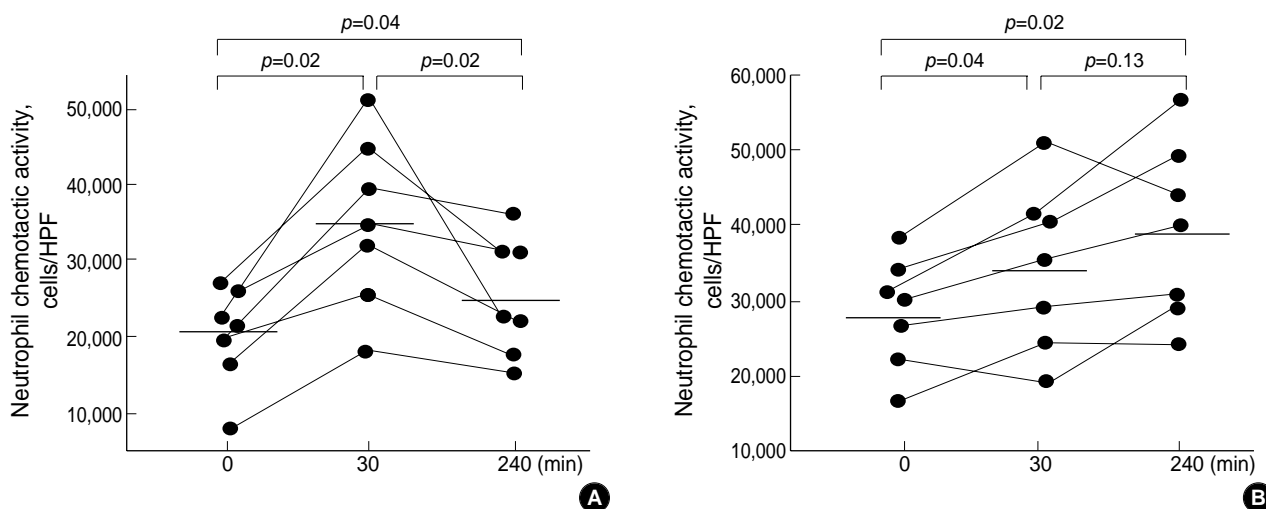 p=0.04
p=0.02
p=0.02
Neutrophil chemotactic activity,
cells/HPF
50,000
40,000
30,000
20,000
10,000
0
30
240 (min)
A
p=0.02
p=0.04
p=0.13
Neutrophil chemotactic activity,
cells/HPF
60,000
50,000
40,000
30,000
20,000
10,000
0
30
240 (min)
B